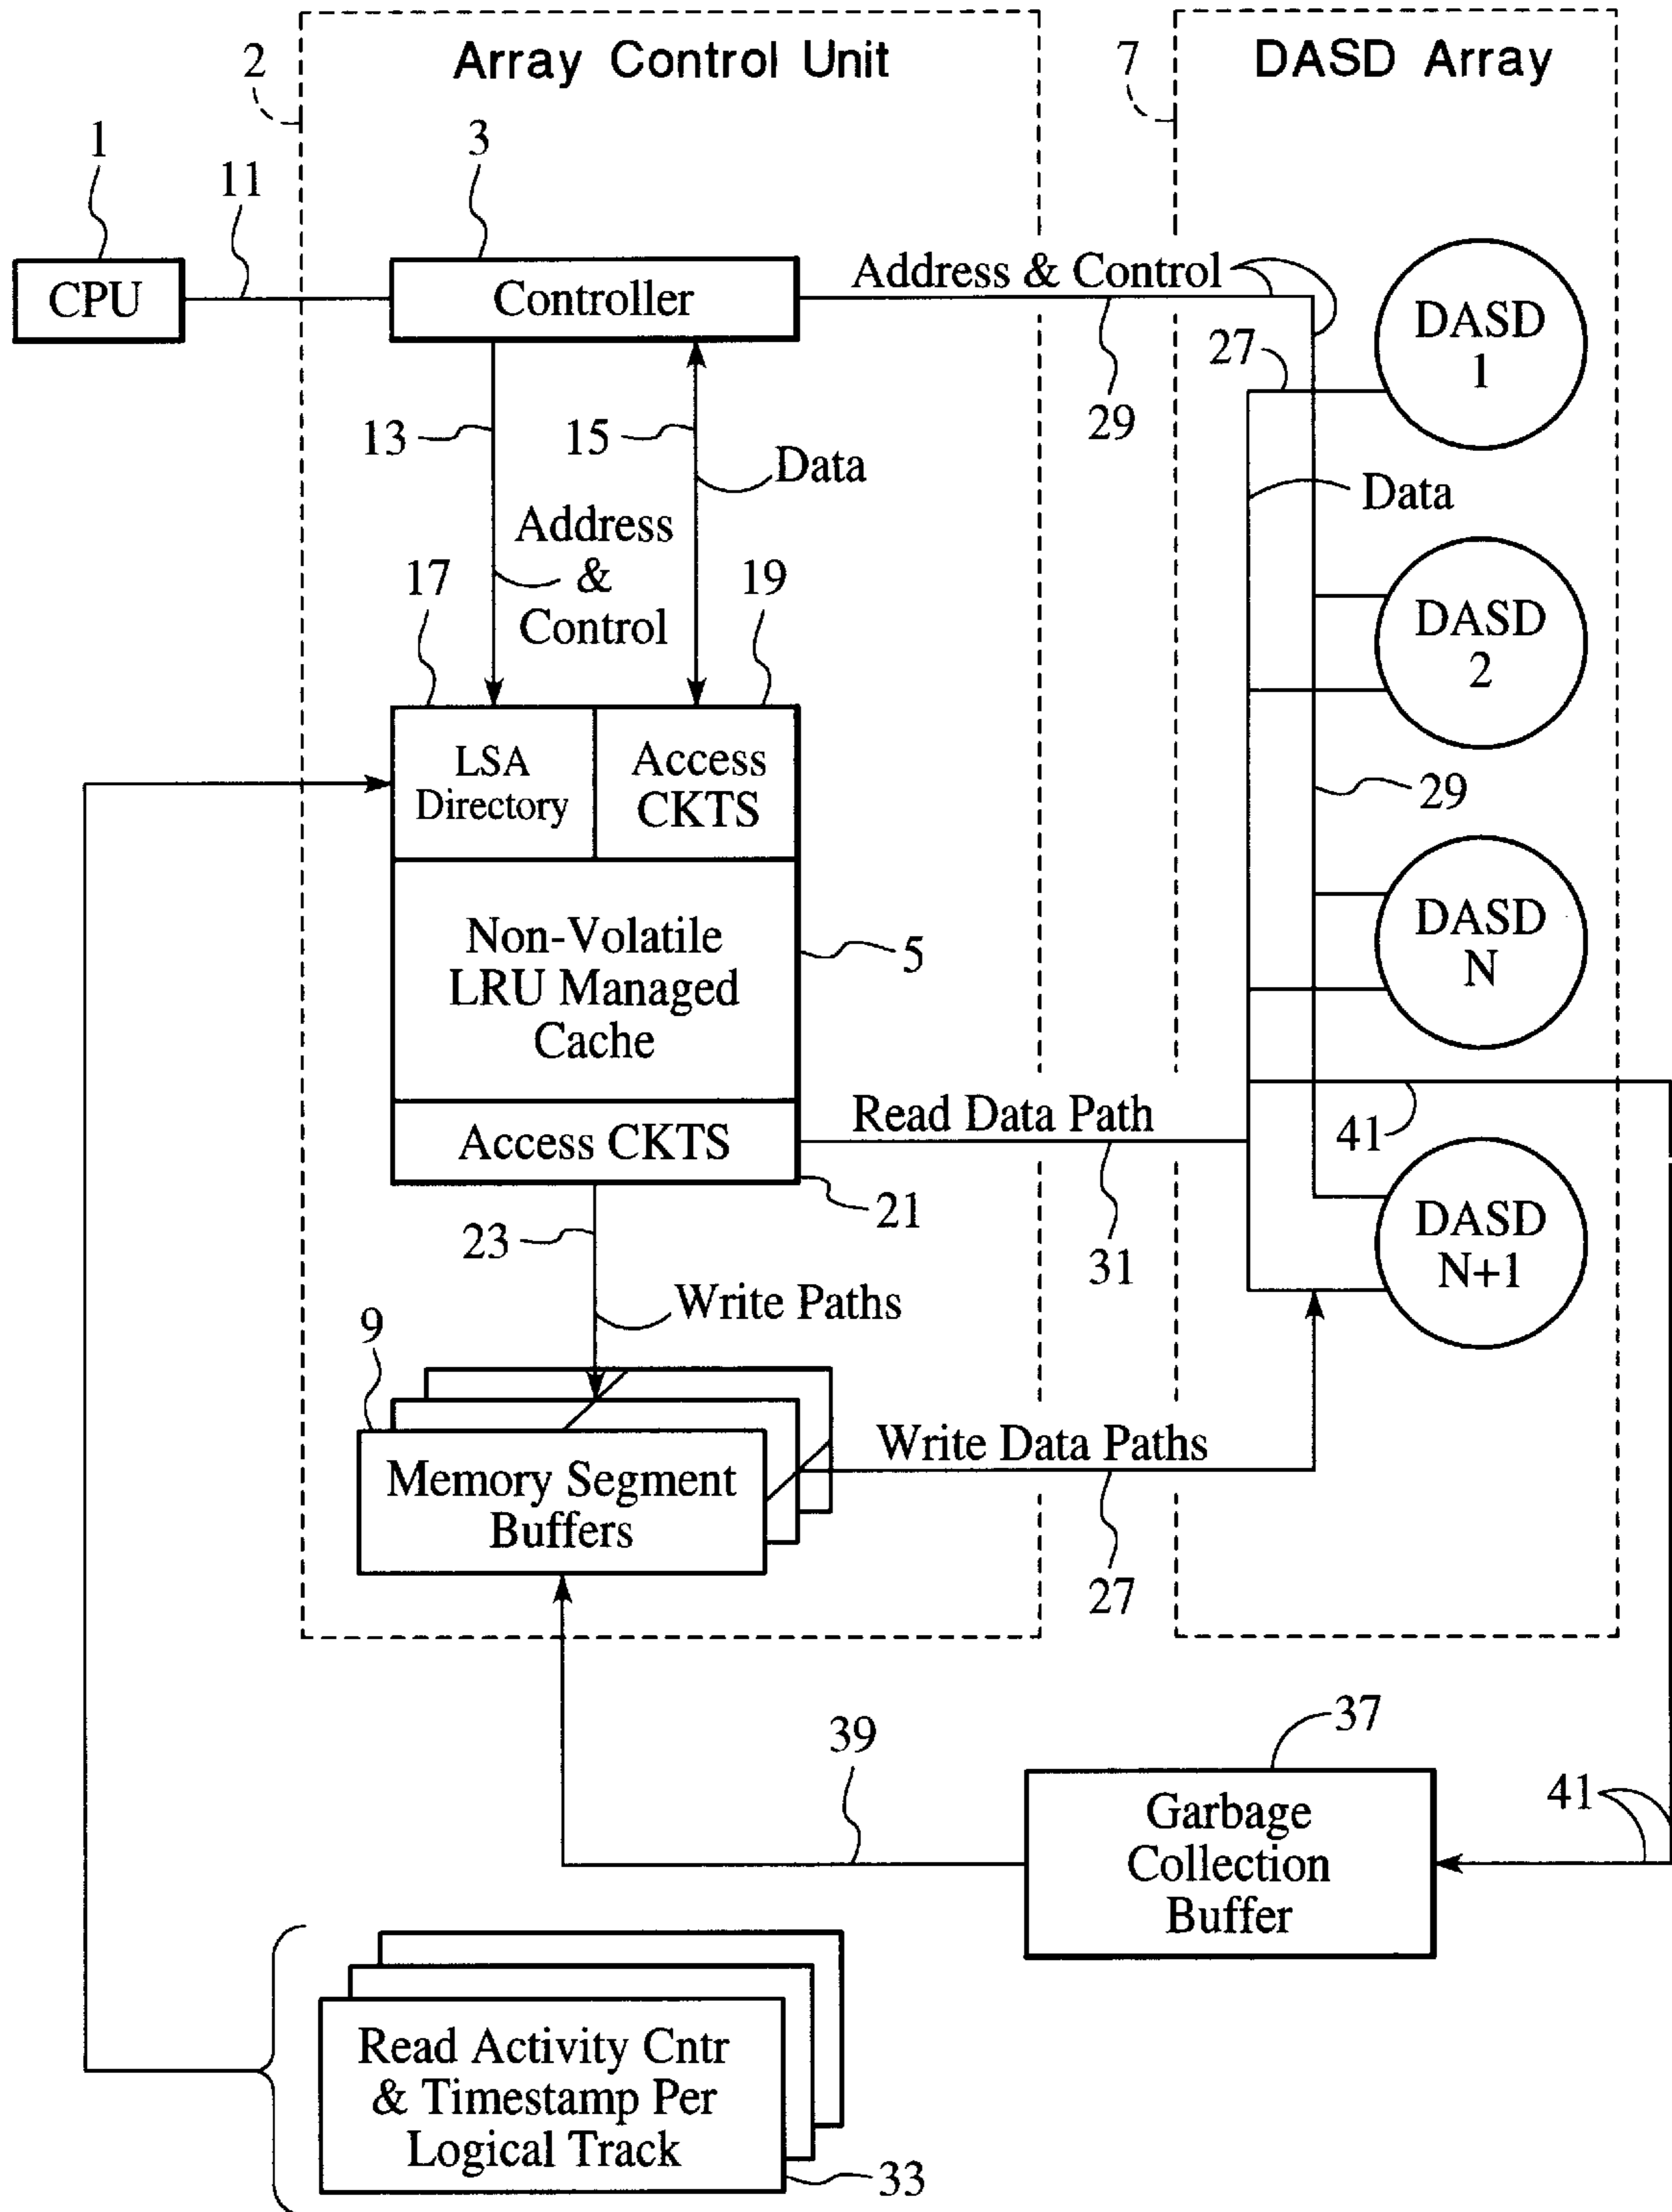 2
Array Control Unit
7
DASD Array
1
11
3
CPU
Controller
Address & Control
29
27
DASD
1
13
15
Data
Data
Address
&
Control
17
19
DASD
2
LSA
Directory
Access
CKTS
29
Non-Volatile
LRU Managed
Cache
5
DASD
N
Access CKTS
Read Data Path
41
21
31
23
DASD
N+1
Write Paths
9
Memory Segment
Buffers
Write Data Paths
27
39
37
Garbage
Collection
Buffer
41
Read Activity Cntr
& Timestamp Per
Logical Track
33